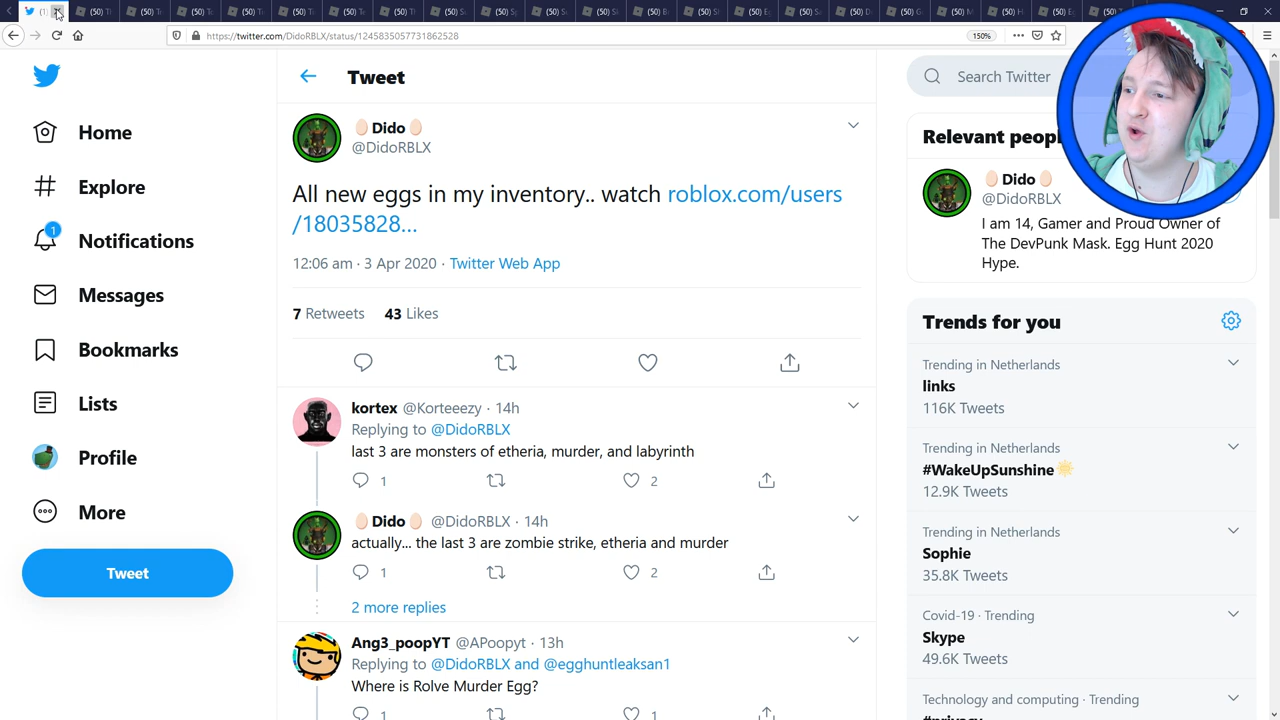 https://twitter.com/DidoRBLX/status/1245835057731862528
150%
Home
Explore
1
Notifications
Messages
Bookmarks
Lists
Profile
More
Tweet
Tweet
Dido
@DidoRBLX
All new eggs in my inventory.. watch roblox.com/users
/18035828...
12:06 am · 3 Apr 2020 · Twitter Web App
7 Retweets 43 Likes
kortex @Korteeezy · 14h
Replying to @DidoRBLX
last 3 are monsters of etheria, murder, and labyrinth
1 2
Dido @DidoRBLX · 14h
actually... the last 3 are zombie strike, etheria and murder
1 2
2 more replies
Ang3_poopYT @APoopyt · 13h
Replying to @DidoRBLX and @egghuntleaksan1
Where is Rolve Murder Egg?
1 1
Search Twitter
Dido
@DidoRBLX
I am 14, Gamer and Proud Owner of
The DevPunk Mask. Egg Hunt 2020
Hype.
Trends for you
Trending in Netherlands
links
116K Tweets
Trending in Netherlands
#WakeUpSunshine
12.9K Tweets
Trending in Netherlands
Sophie
35.8K Tweets
Covid-19 · Trending
Skype
49.6K Tweets
Technology and computing · Trending